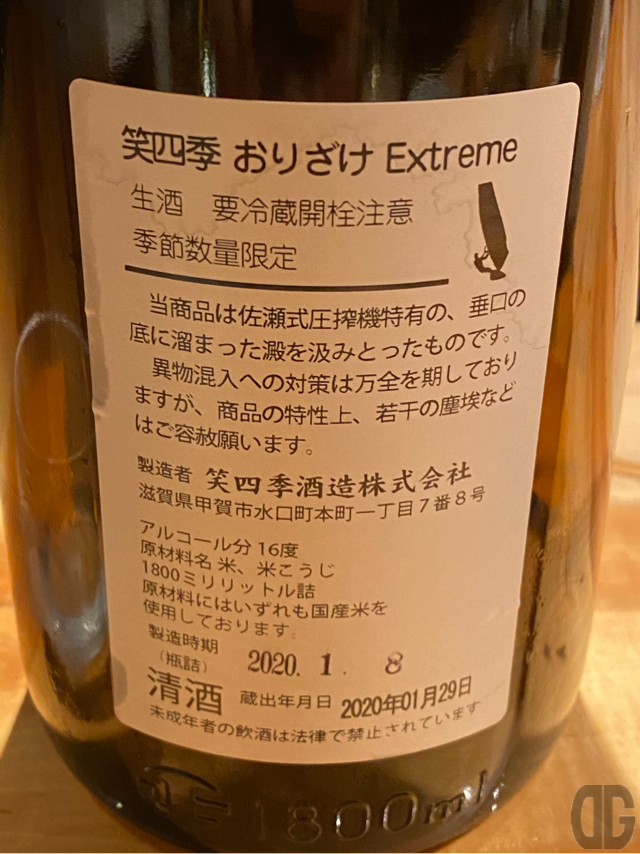 笑四季 おりざけ Extreme
生酒 要冷蔵開栓注意
季節数量限定
当商品は佐瀬式圧搾機特有の、垂口の
底に溜まった澱を汲みとったものです。
異物混入への対策は万全を期しており
ますが、商品の特性上、若干の塵埃など
はご容赦願います。
製造者 笑四季酒造株式会社
滋賀県甲賀市水口町本町一丁目7番8号
アルコール分 16度
原材料名 米、米こうじ
1800ミリリットル詰
原材料にはいずれも国産米を
使用しております。
製造時期
(瓶詰) 2020. 1. 8
清酒 蔵出年月日 2020年01月29日
未成年者の飲酒は法律で禁止されています
1800ml
DG